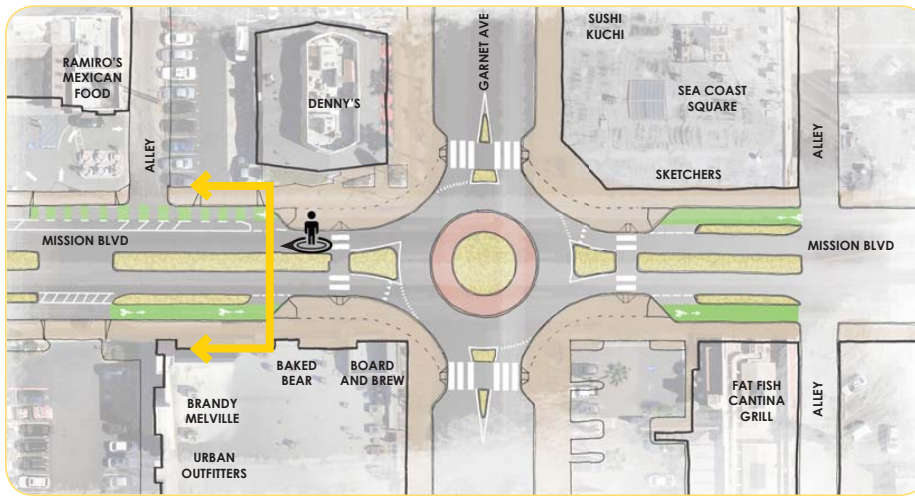 SUSHI
KUCHI
GARNET AVE
RAMIRO'S
MEXICAN
FOOD
DENNY'S
SEA COAST
SQUARE
ALLEY
ALLEY
SKETCHERS
MISSION BLVD
MISSION BLVD
BAKED
BEAR
BOARD
AND BREW
BRANDY
MELVILLE
FAT FISH
CANTINA
GRILL
ALLEY
URBAN
OUTFITTERS